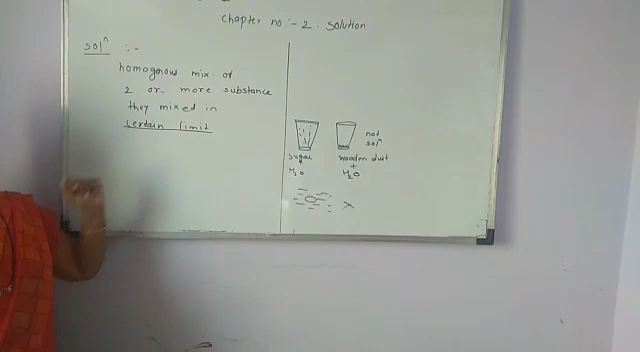 Chapter no :- 2 . Solution
solⁿ :-
homogenous mix. of
2 or more substance
they mixed in
certain limit
not
solⁿ
sugar
H₂O
wooden dust
+
H₂O